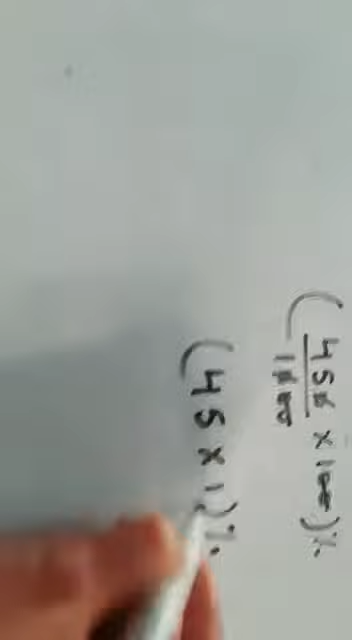 (450/1000 × 100)%
(45 × 1)%